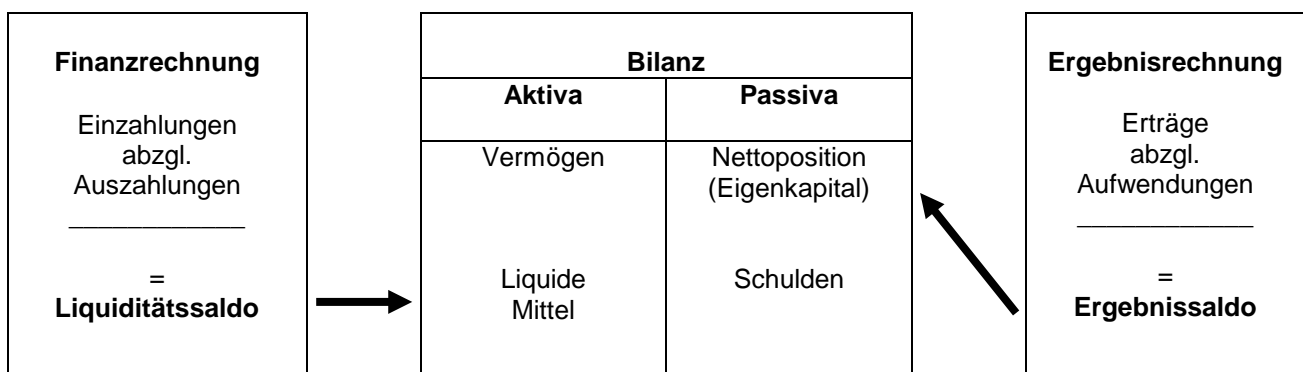 Finanzrechnung
Einzahlungen
abzgl.
Auszahlungen
=
Liquiditätssaldo
Bilanz
Aktiva
Passiva
Vermögen
Nettoposition
(Eigenkapital)
Liquide
Mittel
Schulden
Ergebnisrechnung
Erträge
abzgl.
Aufwendungen
=
Ergebnissaldo